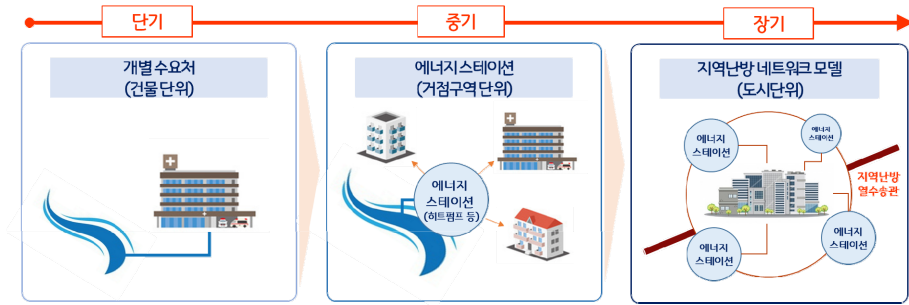 단기
중기
장기
개별 수요처
(건물 단위)
에너지 스테이션
(거점구역 단위)
에너지
스테이션
(히트펌프 등)
지역난방 네트워크 모델
(도시단위)
에너지
스테이션
에너지
스테이션
지역난방
열수송관
에너지
스테이션
에너지
스테이션